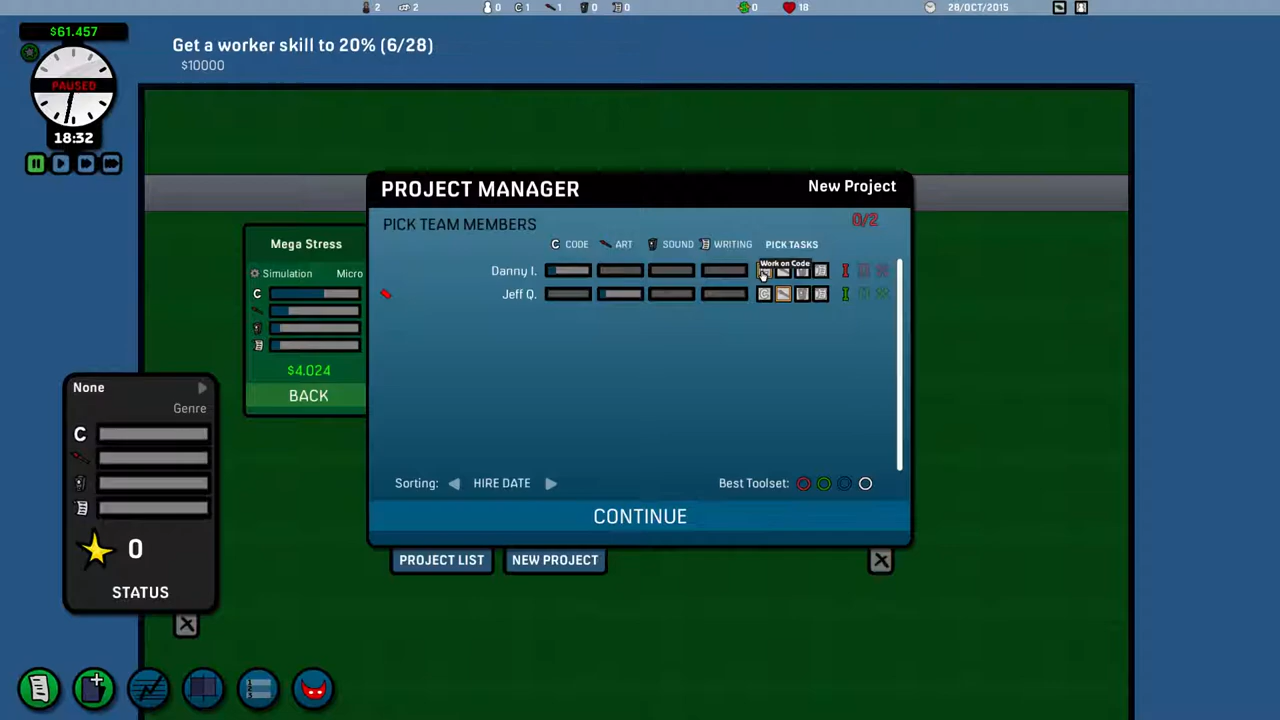 2 2 0 1 1 0 0 0 18 28/OCT/2015
$61.457
Get a worker skill to 20% (6/28)
$10000
PAUSED
18:32
PROJECT MANAGER New Project
PICK TEAM MEMBERS 0/2
C CODE ART SOUND WRITING PICK TASKS
Work on Code
Danny I.
Jeff Q. C
Mega Stress
Simulation Micro
C
$4.024
BACK
None
Genre
C
0
STATUS
Sorting: HIRE DATE Best Toolset:
CONTINUE
PROJECT LIST NEW PROJECT